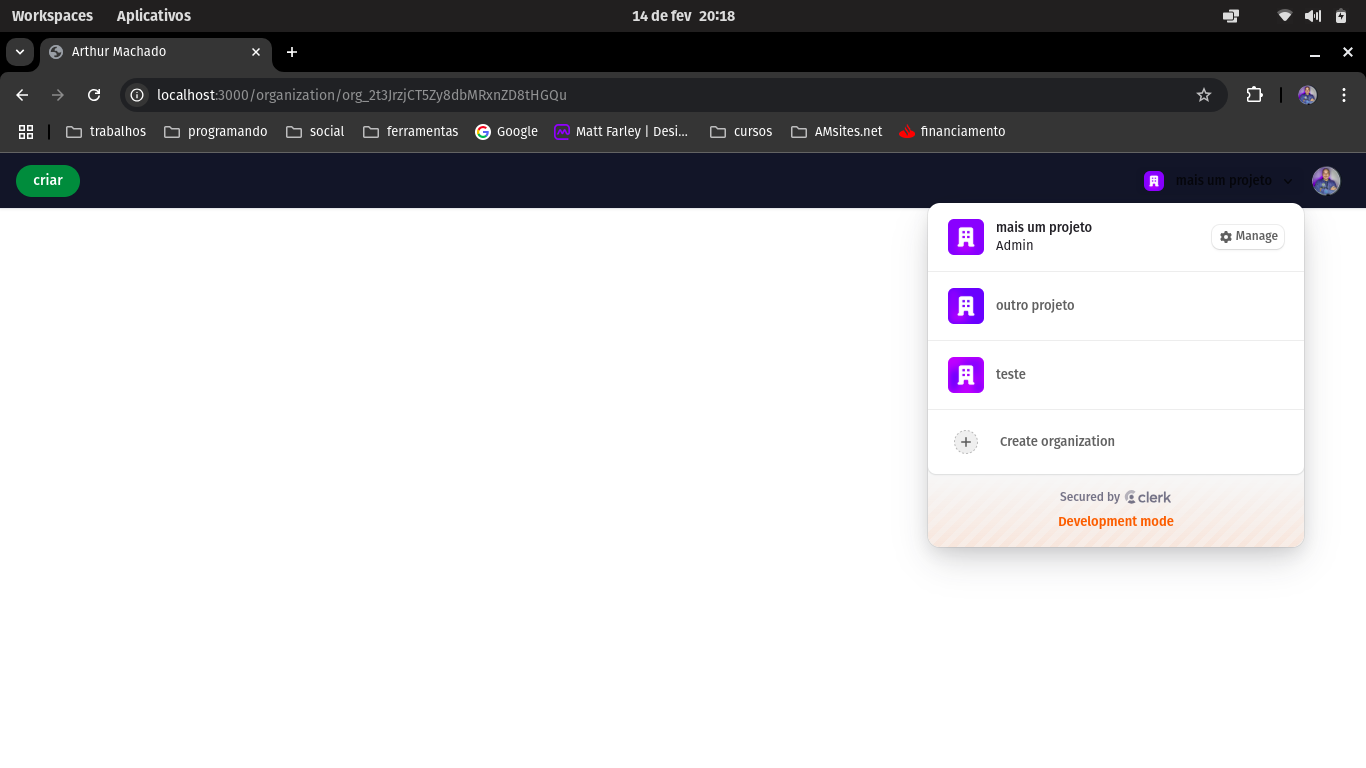 Workspaces Aplicativos 14 de fev 20:18
Arthur Machado
localhost:3000/organization/org_2t3JrzjCT5Zy8dbMRxnZD8tHGQu
trabalhos programando social ferramentas Google Matt Farley | Desi... cursos AMsites.net financiamento
criar mais um projeto
mais um projeto
Admin
Manage
outro projeto
teste
Create organization
Secured by clerk
Development mode